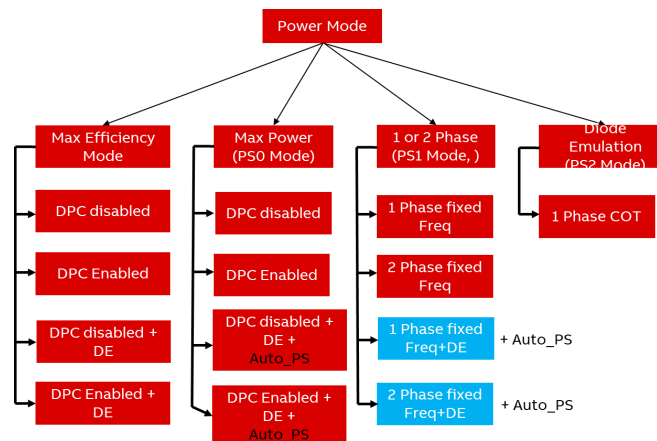 Power Mode
Max Efficiency
Mode
DPC disabled
DPC Enabled
DPC disabled +
DE
DPC Enabled +
DE
Max Power
(PS0 Mode)
DPC disabled
DPC Enabled
DPC disabled +
DE +
Auto_PS
DPC Enabled +
DE +
Auto_PS
1 or 2 Phase
(PS1 Mode, )
1 Phase fixed
Freq
2 Phase fixed
Freq
1 Phase fixed
Freq+DE
+ Auto_PS
2 Phase fixed
Freq+DE
+ Auto_PS
Diode
Emulation
(PS2 Mode)
1 Phase COT